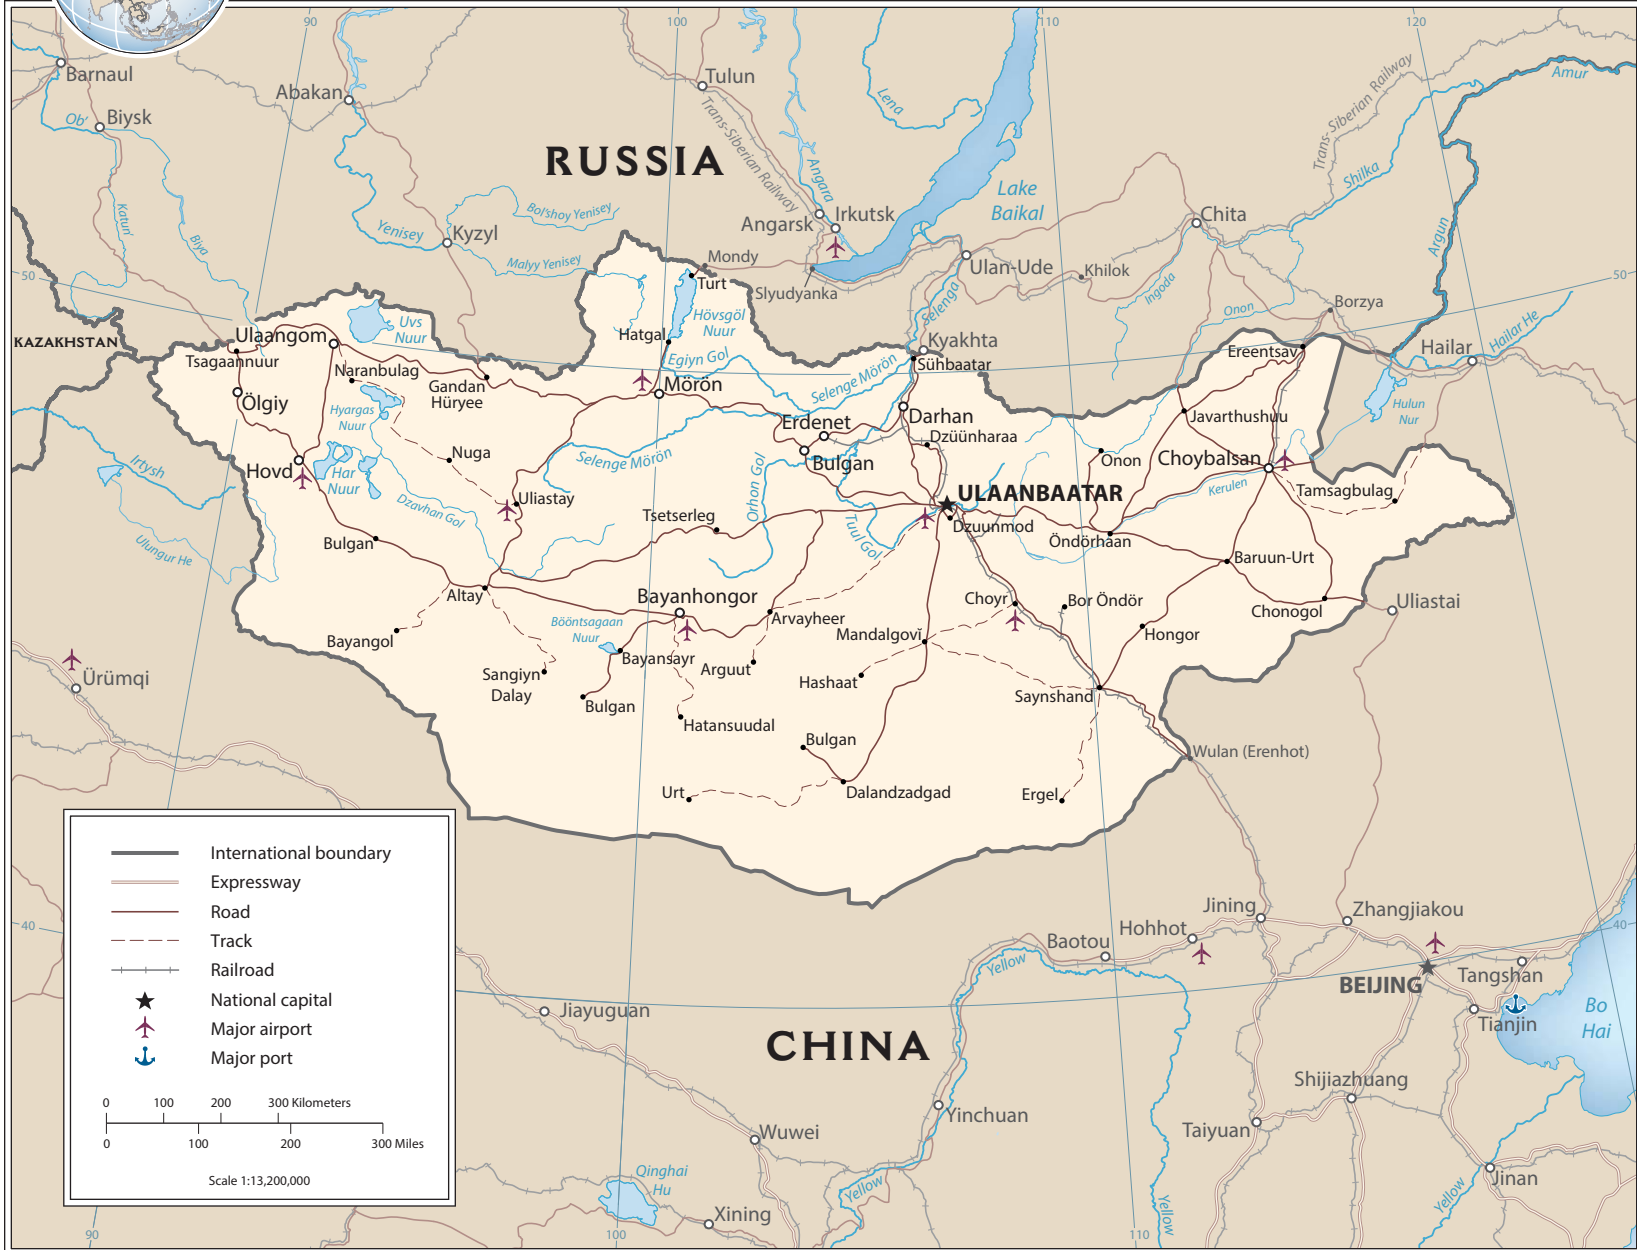 90
100
110
120
Barnaul
Abakan
Tulun
Lena
Amur
Ob'
Biysk
Trans-Siberian Railway
Trans-Siberian Railway
RUSSIA
Angara
Lake
Baikal
Shilka
Katun'
Biya
Yenisey
Bol'shoy Yenisey
Kyzyl
Malyy Yenisey
Angarsk
Irkutsk
Chita
Argun
Mondy
Ulan-Ude
Khilok
Ingoda
50
50
Turt
Slyudyanka
Selenga
Onon
Borzya
Hailar He
KAZAKHSTAN
Ulaangom
Uvs
Nuur
Hövsgöl
Nuur
Hatgal
Kyakhta
Hailar
Tsagaannuur
Naranbulag
Gandan
Hüryee
Egiyn Gol
Selenge Mörön
Sühbaatar
Ereentsav
Ölgiy
Mörön
Hyargas
Nuur
Darhan
Javarthushuu
Hulun
Nur
Erdenet
Dzüünharaa
Irtysh
Hovd
Har
Nuur
Nuga
Selenge Mörön
Bulgan
Onon
Choybalsan
Dzavhan Gol
Uliastay
Orhon Gol
ULAANBAATAR
Kerulen
Tamsagbulag
Tsetserleg
Tuul Gol
Dzuunmod
Öndörhaan
Ulungur He
Bulgan
Baruun-Urt
Altay
Bayanhongor
Choyr
Bor Öndör
Chonogol
Uliastai
Bööntsagaan
Nuur
Arvayheer
Bayangol
Mandalgovĭ
Hongor
Ürümqi
Sangiyn
Dalay
Bayansayr
Arguut
Hashaat
Saynshand
Bulgan
Hatansuudal
Bulgan
Wulan (Erenhot)
Urt
Dalandzadgad
Ergel
International boundary
Expressway
Road
Track
Railroad
National capital
Major airport
Major port
0 100 200 300 Kilometers
0 100 200 300 Miles
Scale 1:13,200,000
40
40
Jining
Zhangjiakou
Baotou
Hohhot
Yellow
BEIJING
Tangshan
Jiayuguan
CHINA
Tianjin
Bo
Hai
Shijiazhuang
Yinchuan
Wuwei
Taiyuan
Qinghai
Hu
Yellow
Yellow
Yellow
Jinan
Xining
90
100
110